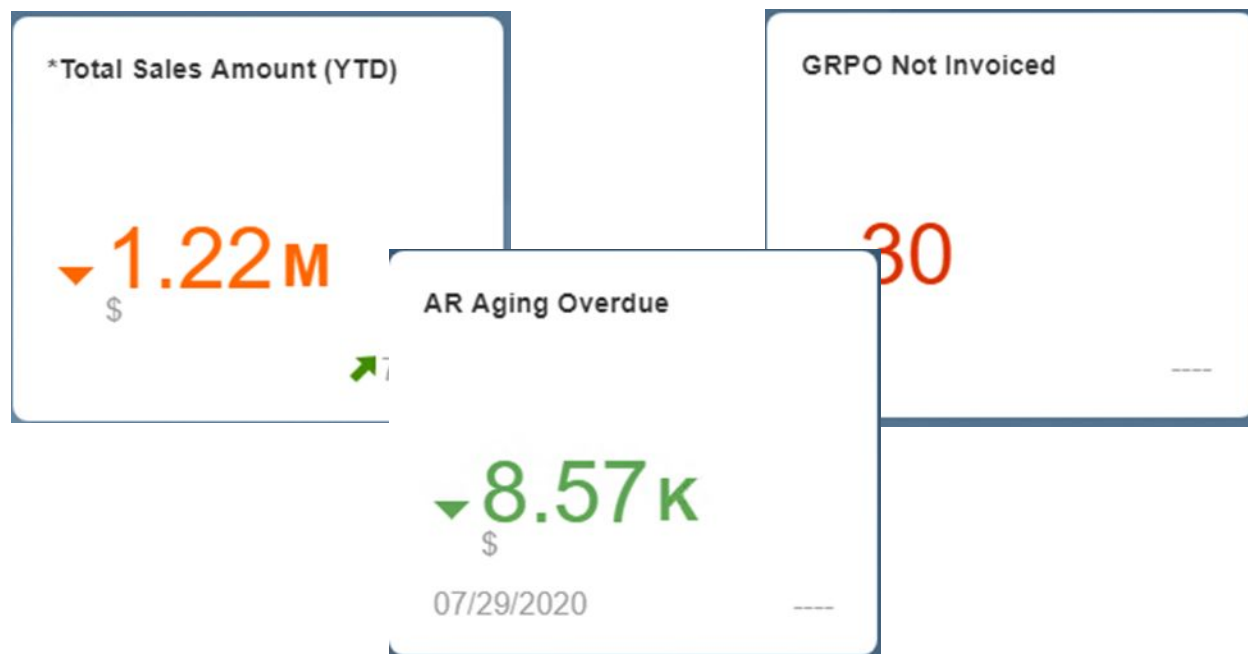 *Total Sales Amount (YTD)
1.22 M
$
GRPO Not Invoiced
30
----
AR Aging Overdue
8.57 K
$
07/29/2020
----